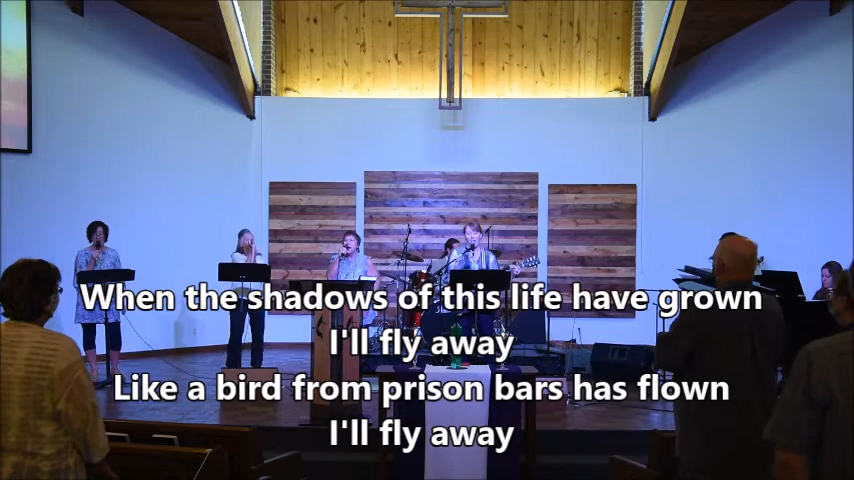 When the shadows of this life have grown
I'll fly away
Like a bird from prison bars has flown
I'll fly away